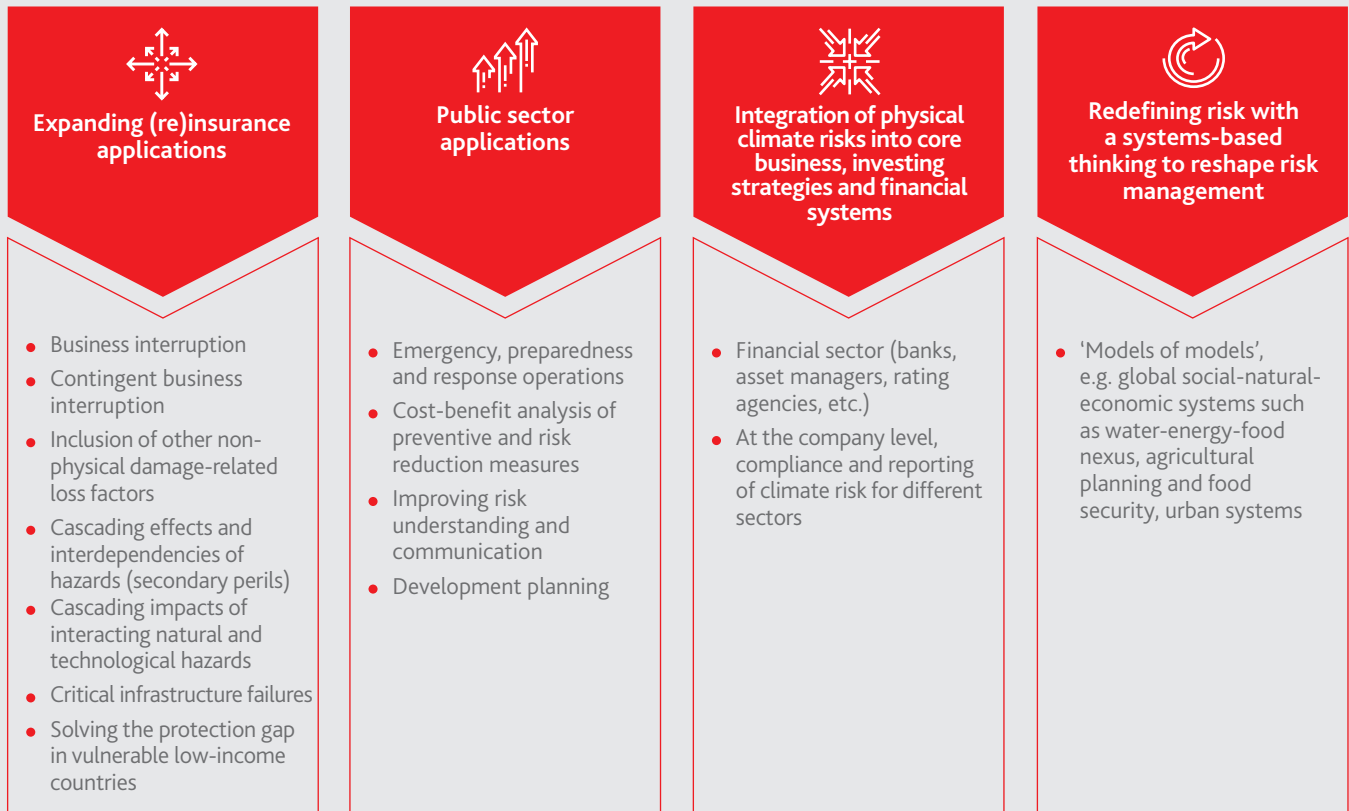 Expanding (re)insurance
applications
Public sector
applications
Integration of physical
climate risks into core
business, investing
strategies and financial
systems
Redefining risk with
a systems-based
thinking to reshape risk
management
• Business interruption
• Contingent business
interruption
• Inclusion of other non-
physical damage-related
loss factors
• Cascading effects and
interdependencies of
hazards (secondary perils)
• Cascading impacts of
interacting natural and
technological hazards
• Critical infrastructure failures
• Solving the protection gap
in vulnerable low-income
countries
• Emergency, preparedness
and response operations
• Cost-benefit analysis of
preventive and risk
reduction measures
• Improving risk
understanding and
communication
• Development planning
• Financial sector (banks,
asset managers, rating
agencies, etc.)
• At the company level,
compliance and reporting
of climate risk for different
sectors
• ‘Models of models’,
e.g. global social-natural-
economic systems such
as water-energy-food
nexus, agricultural
planning and food
security, urban systems